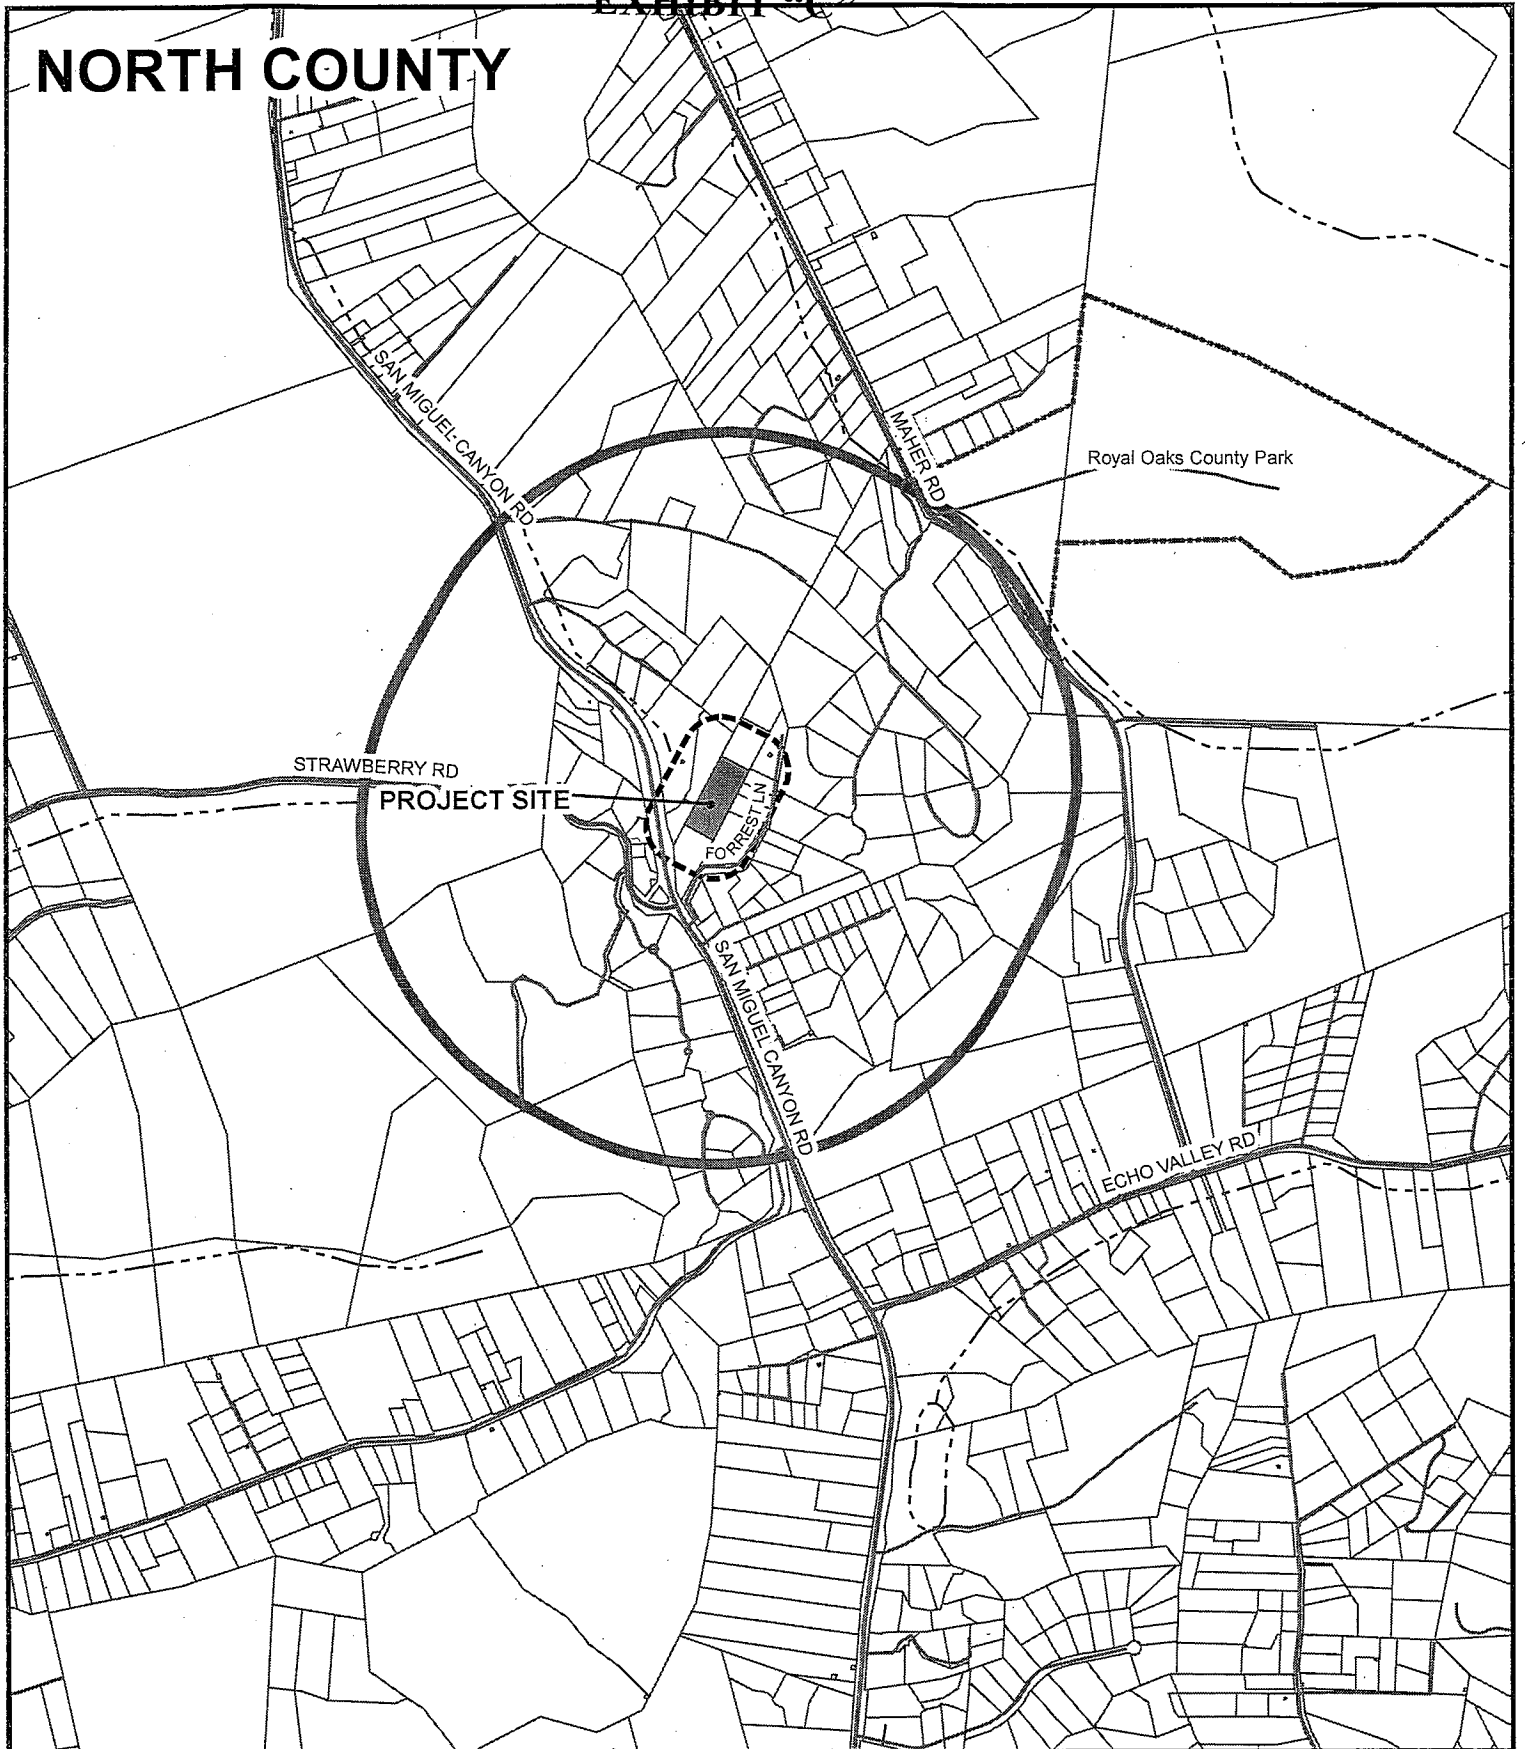 EXHIBIT "C"
NORTH COUNTY
SAN MIGUEL CANYON RD
MAHER RD
Royal Oaks County Park
STRAWBERRY RD
PROJECT SITE
FORREST LN
SAN MIGUEL CANYON RD
ECHO VALLEY RD